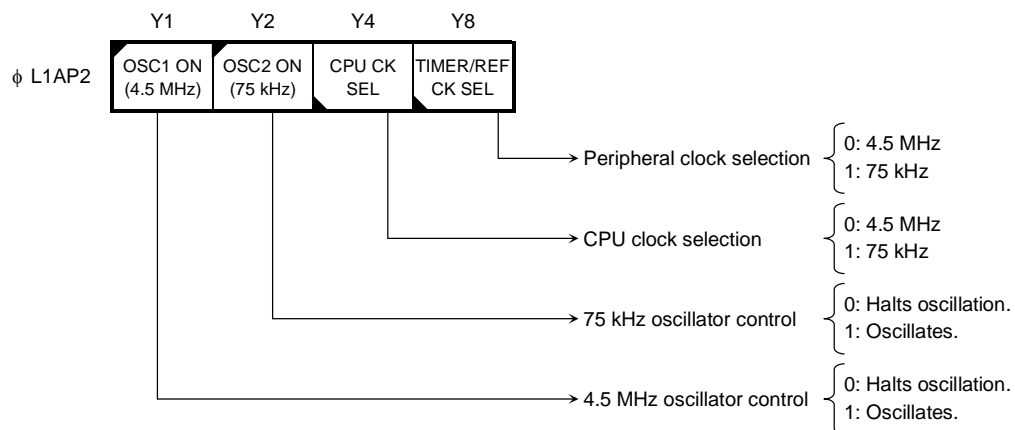 Y1 Y2 Y4 Y8
φ L1AP2
OSC1 ON
(4.5 MHz)
OSC2 ON
(75 kHz)
CPU CK
SEL
TIMER/REF
CK SEL
Peripheral clock selection
0: 4.5 MHz
1: 75 kHz
CPU clock selection
0: 4.5 MHz
1: 75 kHz
75 kHz oscillator control
0: Halts oscillation.
1: Oscillates.
4.5 MHz oscillator control
0: Halts oscillation.
1: Oscillates.